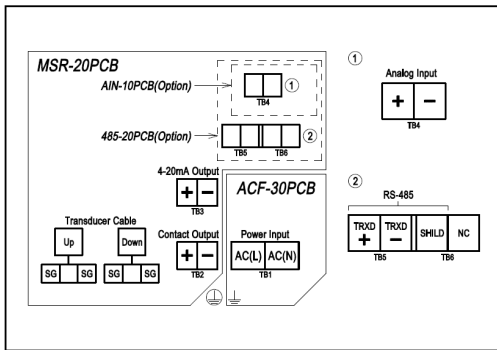 MSR-20PCB
AIN-10PCB(Option)
①
TB4
485-20PCB(Option)
②
TB5 TB6
4-20mA Output
+ −
TB3
ACF-30PCB
Transducer Cable
Up Down
SG SG SG SG
Contact Output
+ −
TB2
Power Input
AC(L) AC(N)
TB1
①
Analog Input
+ −
TB4
②
RS-485
TRXD + TRXD − SHILD NC
TB5 TB6